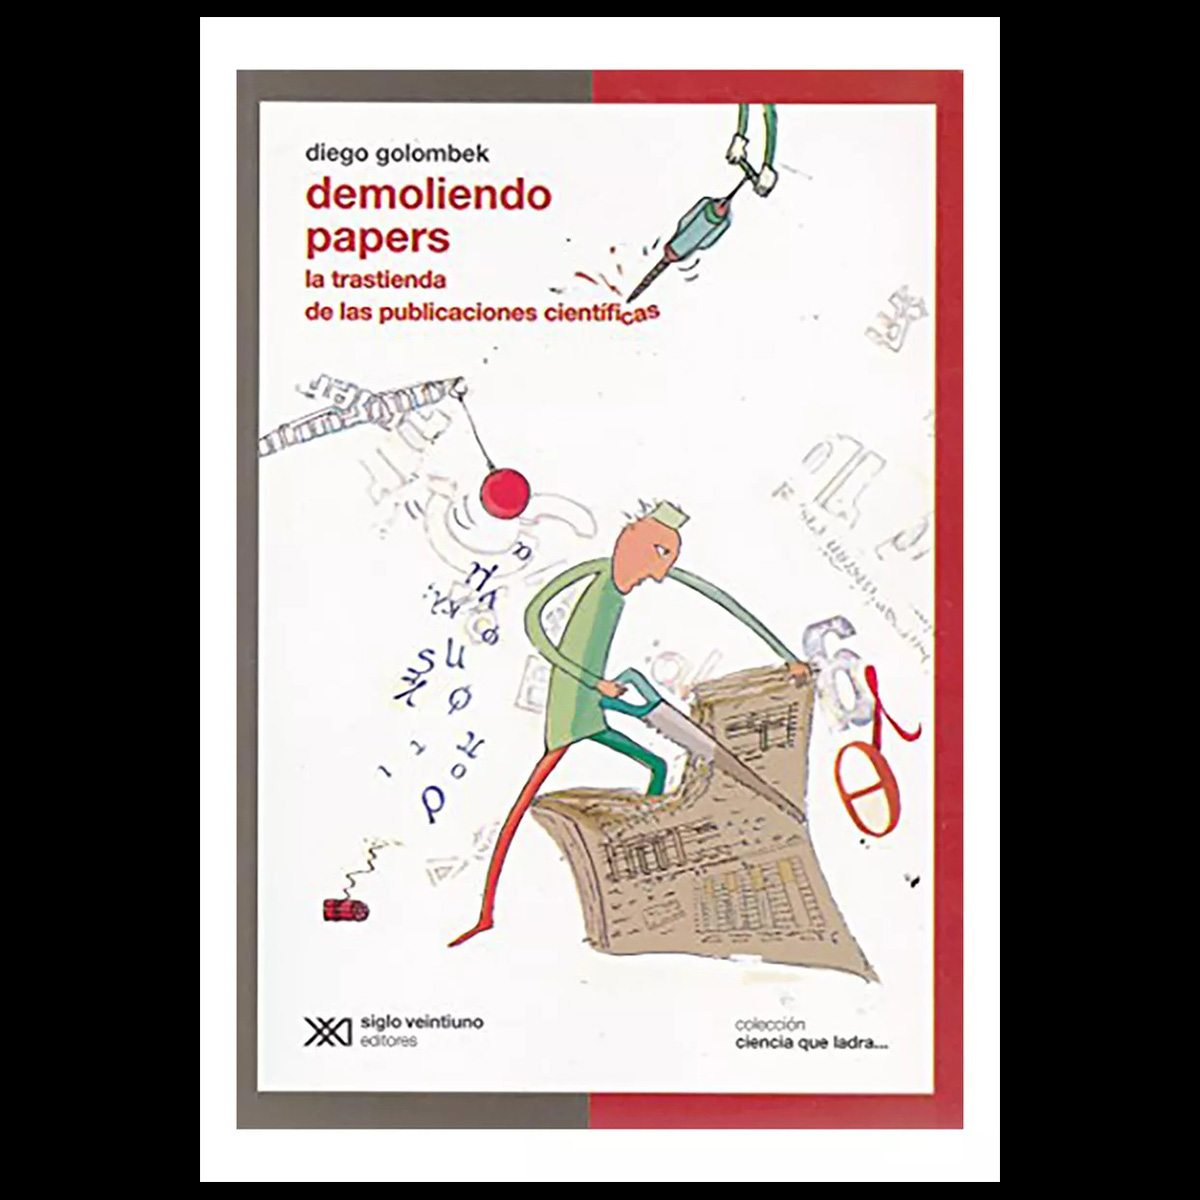 diego golombek
demoliendo
papers
la trastienda
de las publicaciones científicas
siglo veintiuno
editores
colección
ciencia que ladra...